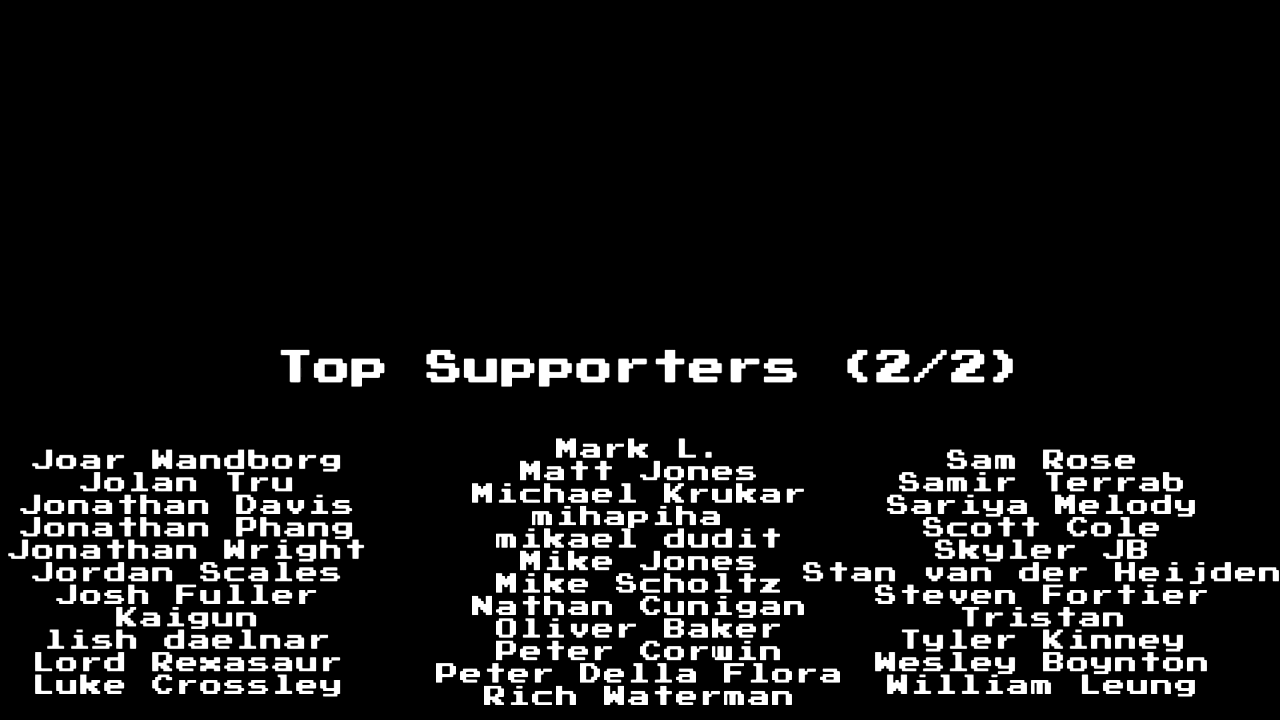 Top Supporters (2/2)
Joar Wandborg
Jolan Tru
Jonathan Davis
Jonathan Phang
Jonathan Wright
Jordan Scales
Josh Fuller
Kaigun
lish daelnar
Lord Rexasaur
Luke Crossley
Mark L.
Matt Jones
Michael Krukar
mihapiha
mikael dudit
Mike Jones
Mike Scholtz
Nathan Cunigan
Oliver Baker
Peter Corwin
Peter Della Flora
Rich Waterman
Sam Rose
Samir Terrab
Sariya Melody
Scott Cole
Skyler JB
Stan van der Heijden
Steven Fortier
Tristan
Tyler Kinney
Wesley Boynton
William Leung